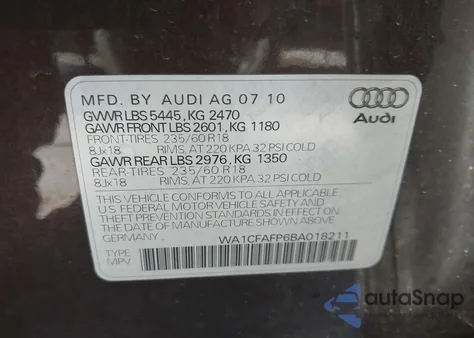 MFD. BY AUDI AG 07 10
GVWR LBS 5445, KG 2470
GAWR FRONT LBS 2601, KG 1180
FRONT-TIRES 235/60 R18
8Jx18 RIMS, AT 220 KPA 32 PSI COLD
GAWR REAR LBS 2976, KG 1350
REAR-TIRES 235/60 R18
8Jx18 RIMS, AT 220 KPA 32 PSI COLD
THIS VEHICLE CONFORMS TO ALL APPLICABLE
U.S. FEDERAL MOTOR VEHICLE SAFETY AND
THEFT PREVENTION STANDARDS IN EFFECT ON
THE DATE OF MANUFACTURE SHOWN ABOVE.
WA1CFAFP6BA018211
TYPE
MPV
Audi
autoSnap